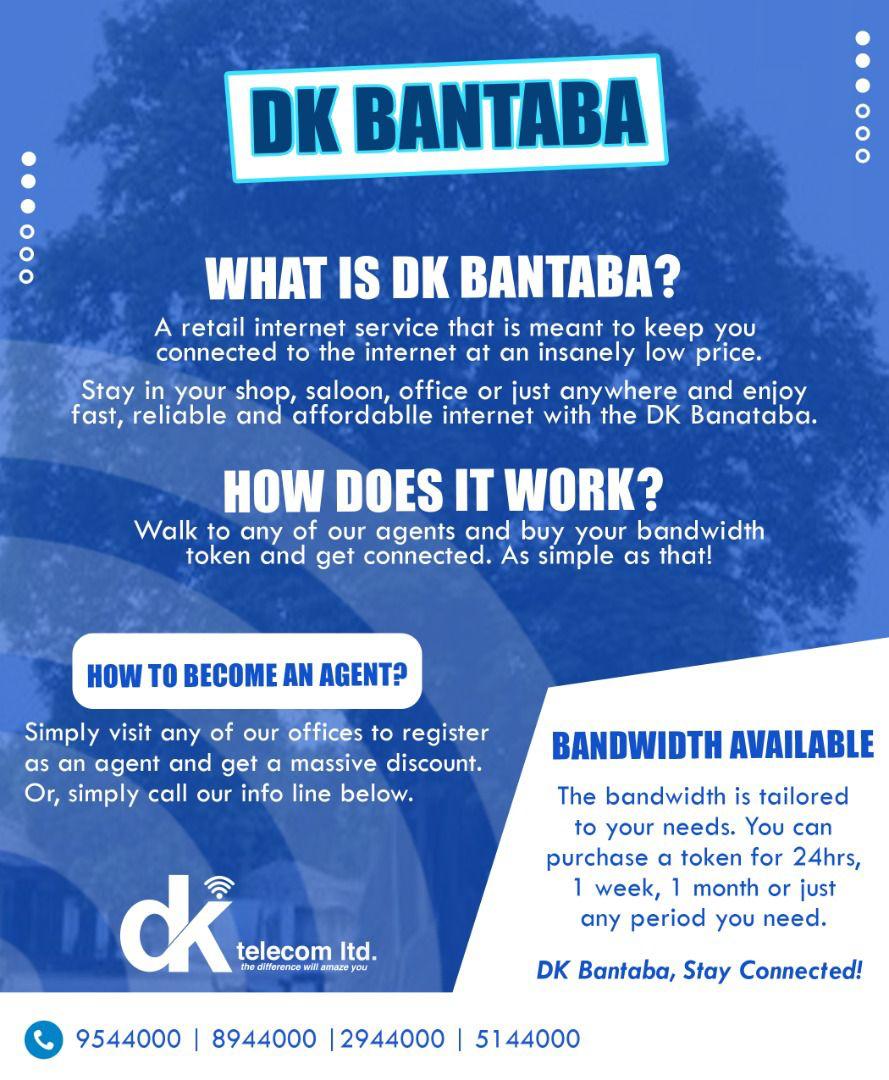 DK BANTABA
WHAT IS DK BANTABA?
A retail internet service that is meant to keep you
connected to the internet at an insanely low price.
Stay in your shop, saloon, office or just anywhere and enjoy
fast, reliable and affordablle internet with the DK Banataba.
HOW DOES IT WORK?
Walk to any of our agents and buy your bandwidth
token and get connected. As simple as that!
HOW TO BECOME AN AGENT?
Simply visit any of our offices to register
as an agent and get a massive discount.
Or, simply call our info line below.
BANDWIDTH AVAILABLE
The bandwidth is tailored
to your needs. You can
purchase a token for 24hrs,
1 week, 1 month or just
any period you need.
DK Bantaba, Stay Connected!
dk
telecom ltd.
the difference will amaze you
9544000 | 8944000 |2944000 | 5144000